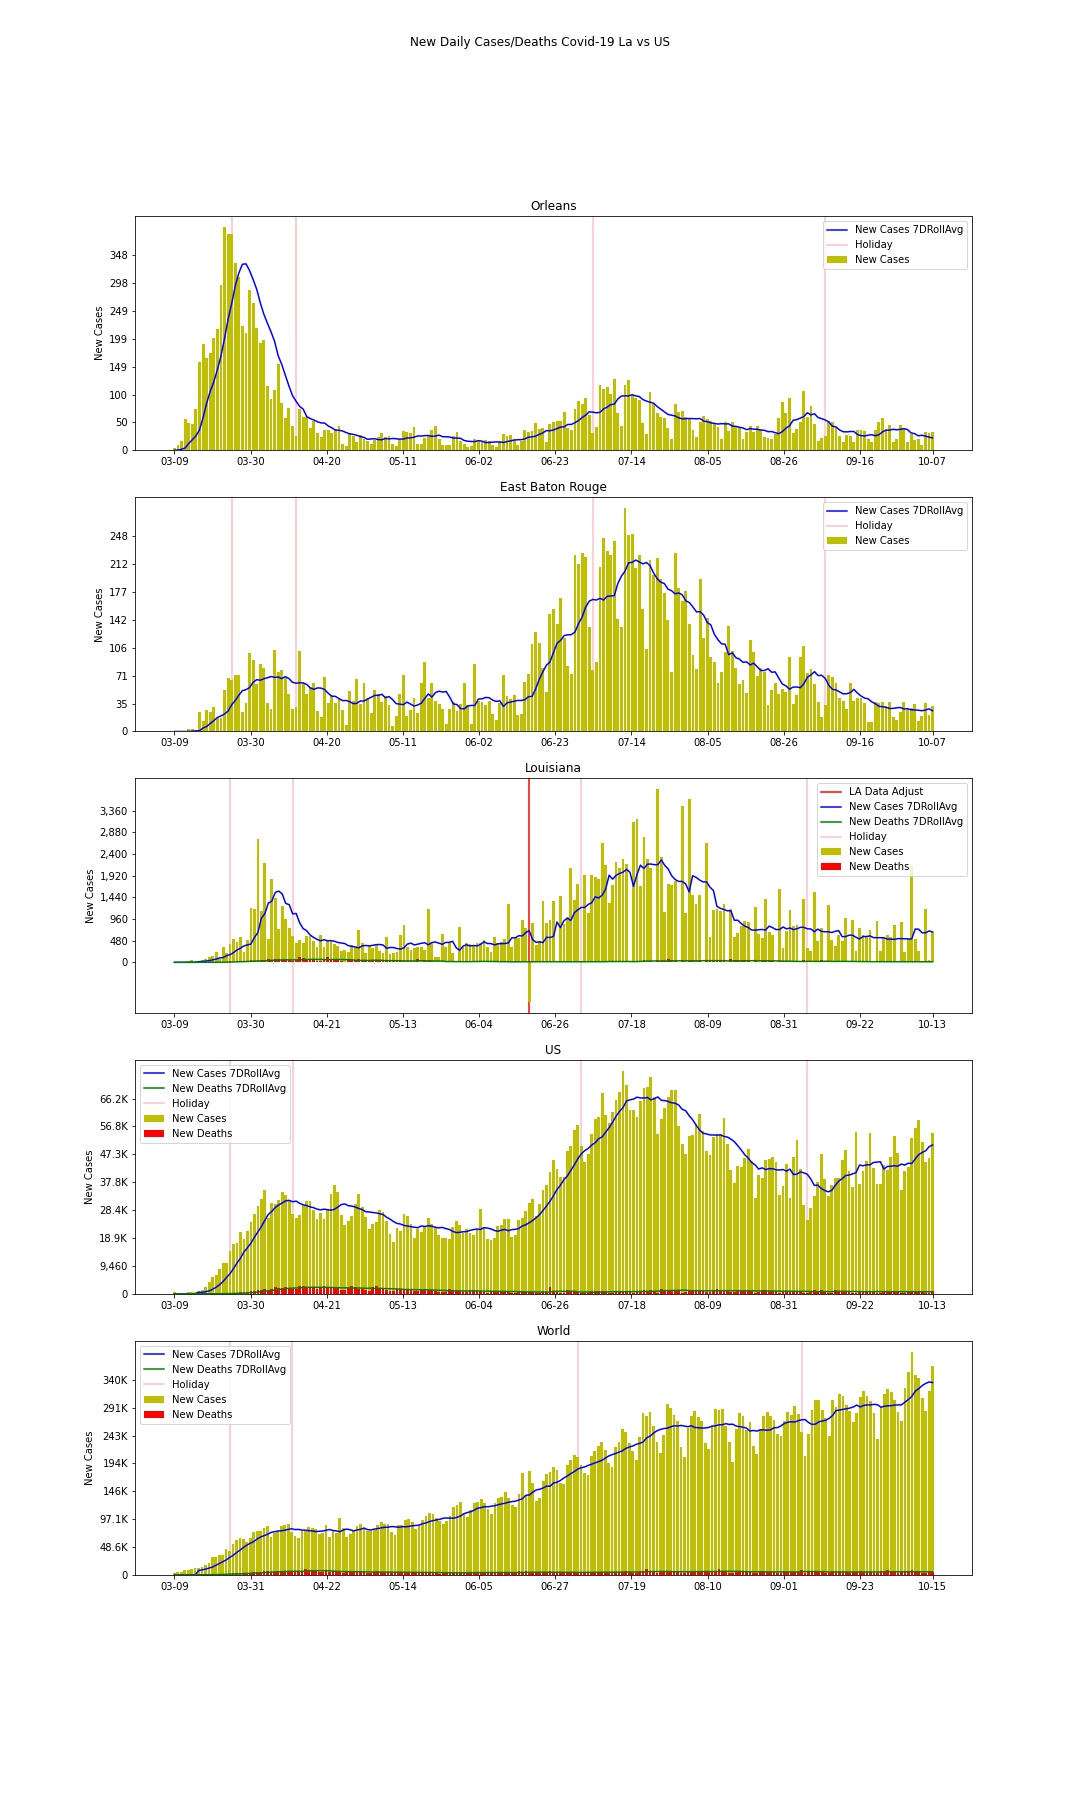 New Daily Cases/Deaths Covid-19 La vs US
Orleans
New Cases 7DRollAvg
Holiday
New Cases
New Cases
348
298
249
199
149
100
50
0
03-09 03-30 04-20 05-11 06-02 06-23 07-14 08-05 08-26 09-16 10-07
East Baton Rouge
New Cases 7DRollAvg
Holiday
New Cases
New Cases
248
212
177
142
106
71
35
0
03-09 03-30 04-20 05-11 06-02 06-23 07-14 08-05 08-26 09-16 10-07
Louisiana
LA Data Adjust
New Cases 7DRollAvg
New Deaths 7DRollAvg
Holiday
New Cases
New Deaths
New Cases
3,360
2,880
2,400
1,920
1,440
960
480
0
03-09 03-30 04-21 05-13 06-04 06-26 07-18 08-09 08-31 09-22 10-13
US
New Cases 7DRollAvg
New Deaths 7DRollAvg
Holiday
New Cases
New Deaths
New Cases
66.2K
56.8K
47.3K
37.8K
28.4K
18.9K
9,460
0
03-09 03-30 04-21 05-13 06-04 06-26 07-18 08-09 08-31 09-22 10-13
World
New Cases 7DRollAvg
New Deaths 7DRollAvg
Holiday
New Cases
New Deaths
New Cases
340K
291K
243K
194K
146K
97.1K
48.6K
0
03-09 03-31 04-22 05-14 06-05 06-27 07-19 08-10 09-01 09-23 10-15